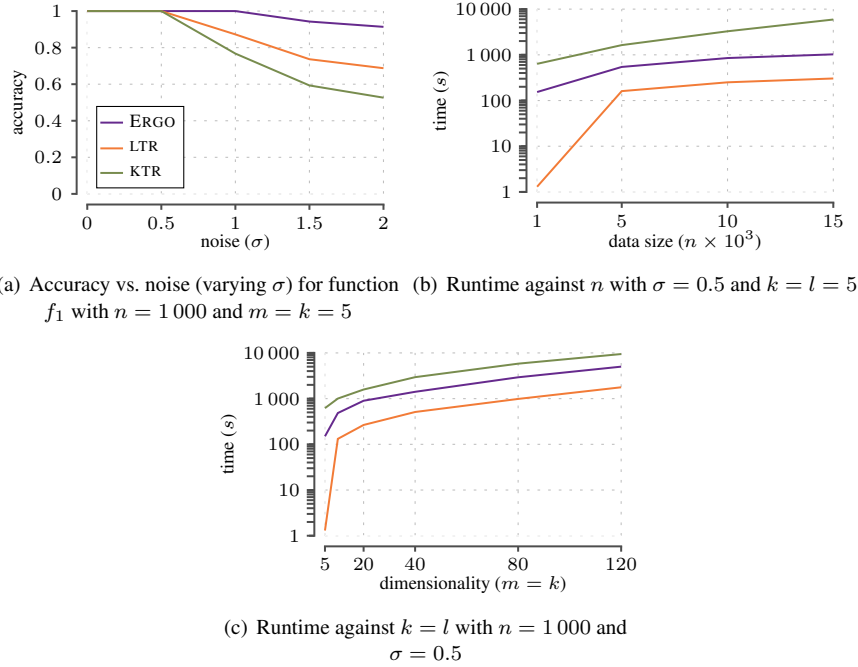 1
0.8
0.6
0.4
0.2
0
accuracy
ERGO
LTR
KTR
0 0.5 1 1.5 2
noise (σ)
10 000
1 000
100
10
1
time (s)
1 5 10 15
data size (n × 10³)
a) Accuracy vs. noise (varying σ) for function
f₁ with n = 1 000 and m = k = 5
(b) Runtime against n with σ = 0.5 and k = l = 5
10 000
1 000
100
10
1
time (s)
5 20 40 80 120
dimensionality (m = k)
(c) Runtime against k = l with n = 1 000 and
σ = 0.5